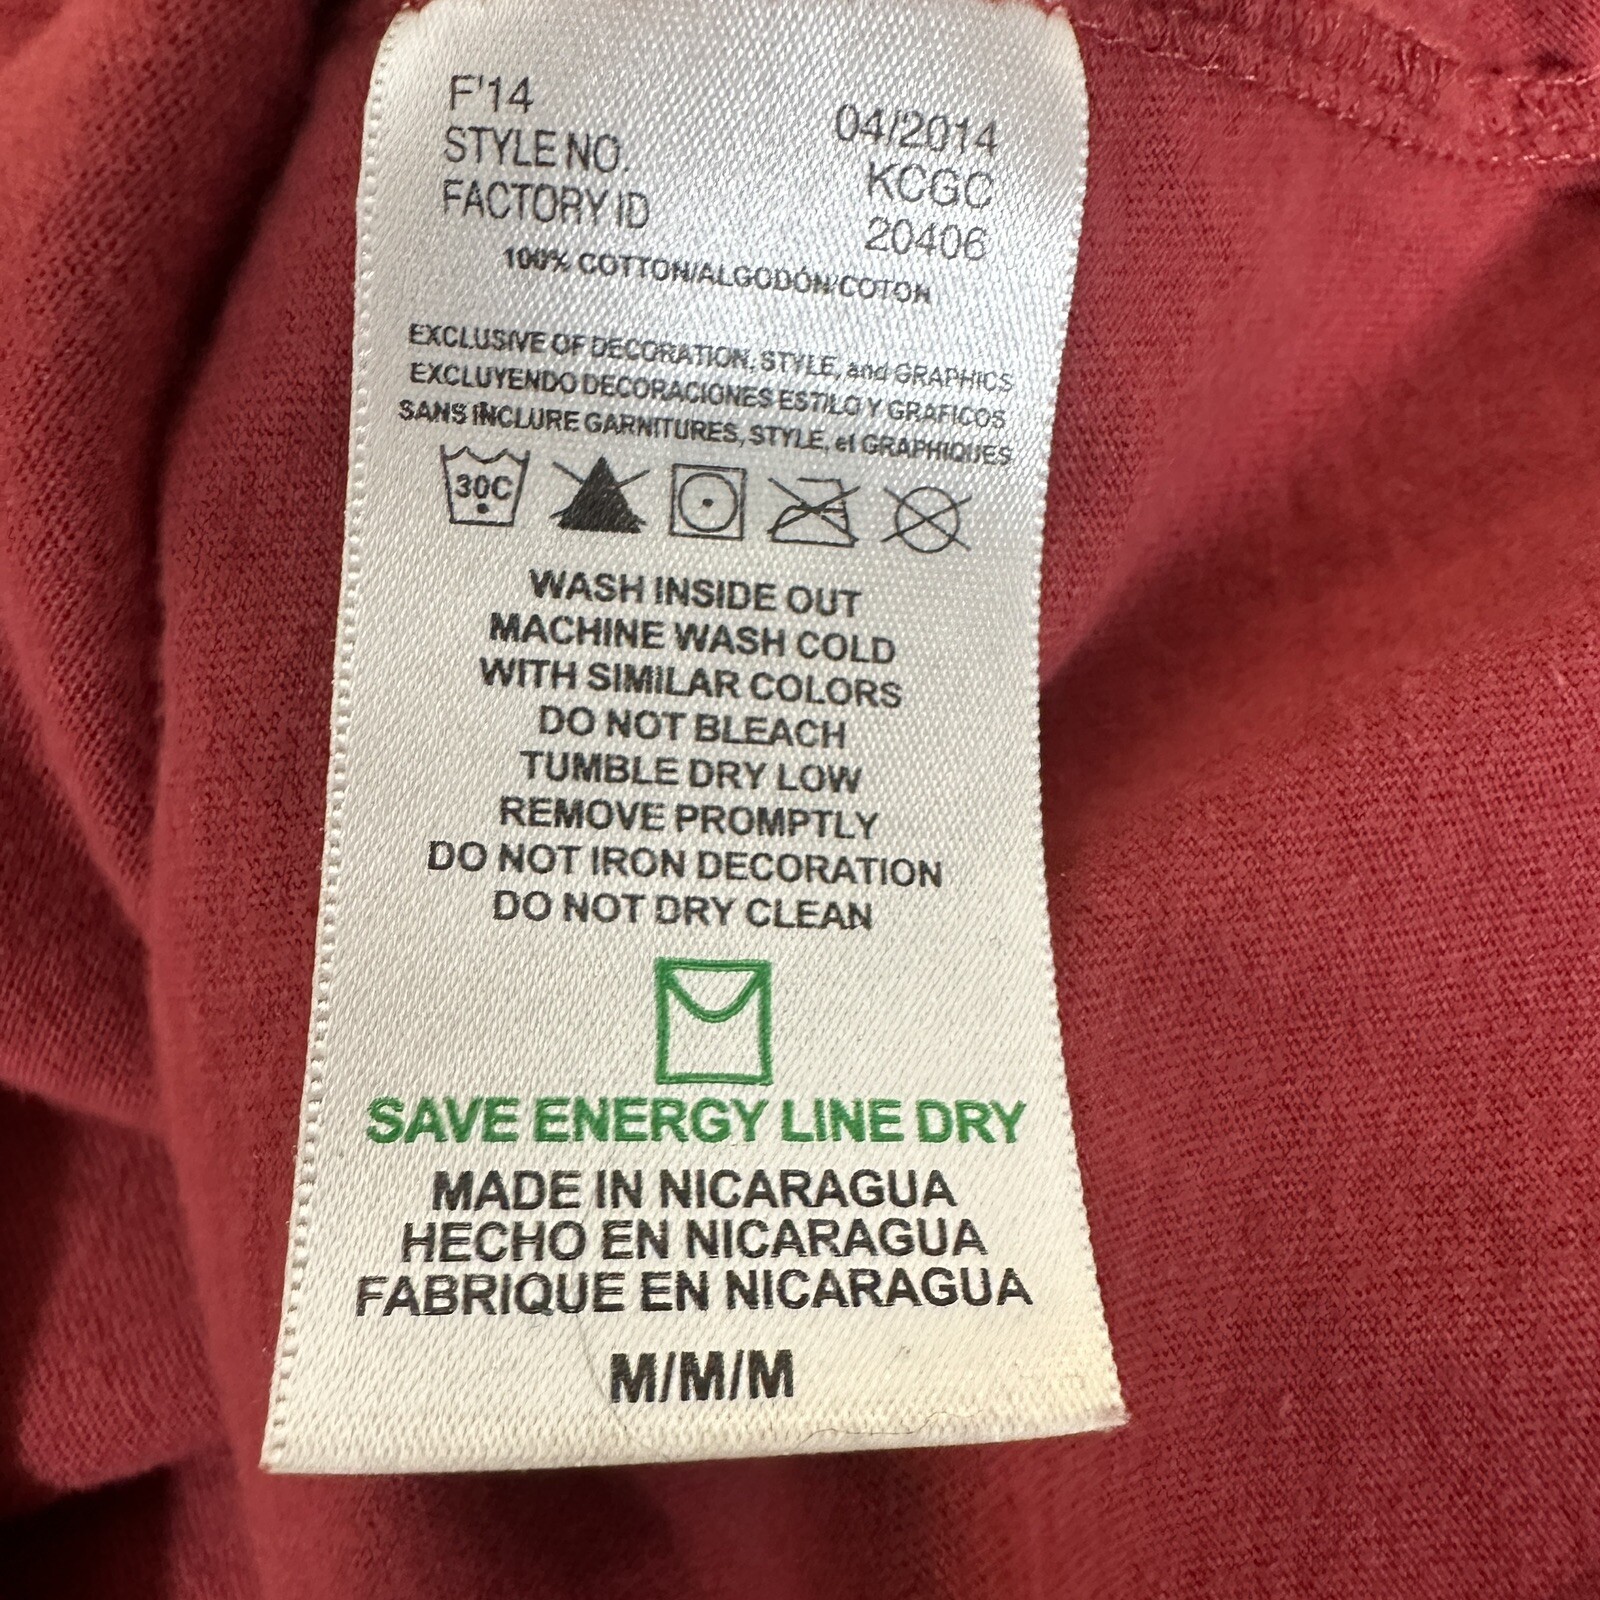 F'14 04/2014
STYLE NO. KCGC
FACTORY ID 20406
100% COTTON/ALGODÓN/COTON
EXCLUSIVE OF DECORATION, STYLE, and GRAPHICS
EXCLUYENDO DECORACIONES ESTILO Y GRAFICOS
SANS INCLURE GARNITURES, STYLE, et GRAPHIQUES
30C
WASH INSIDE OUT
MACHINE WASH COLD
WITH SIMILAR COLORS
DO NOT BLEACH
TUMBLE DRY LOW
REMOVE PROMPTLY
DO NOT IRON DECORATION
DO NOT DRY CLEAN
SAVE ENERGY LINE DRY
MADE IN NICARAGUA
HECHO EN NICARAGUA
FABRIQUE EN NICARAGUA
M/M/M